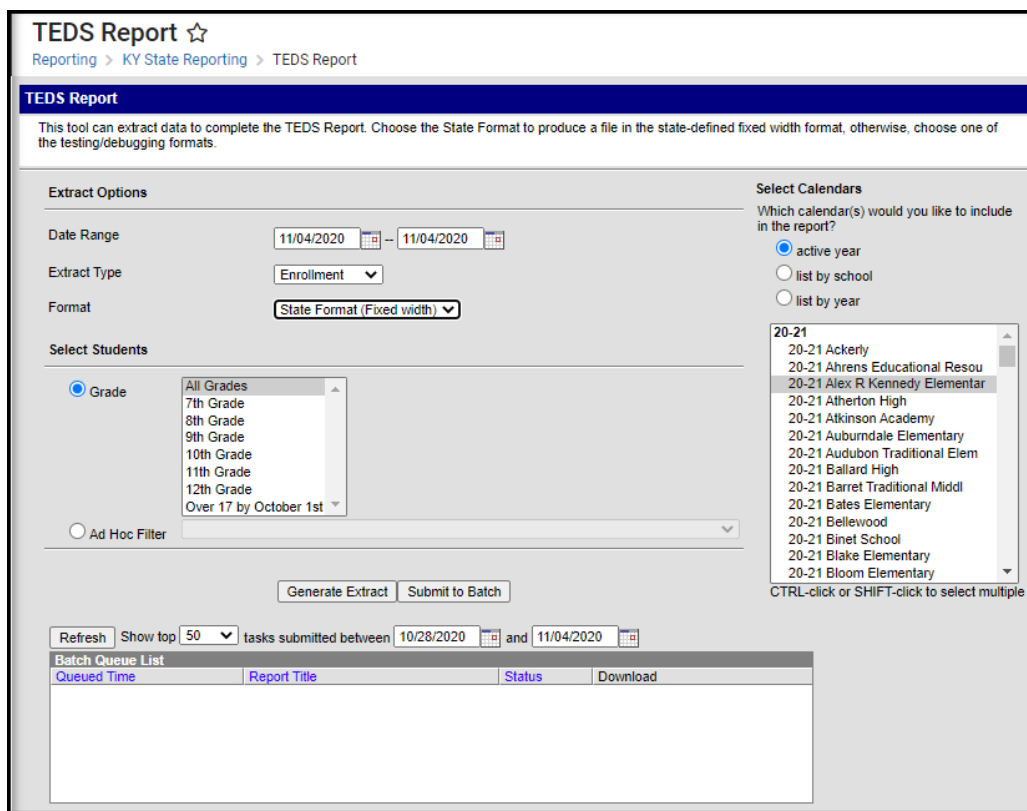 TEDS Report
Reporting > KY State Reporting > TEDS Report
TEDS Report
This tool can extract data to complete the TEDS Report. Choose the State Format to produce a file in the state-defined fixed width format, otherwise, choose one of
the testing/debugging formats.
Extract Options
Date Range 11/04/2020 -- 11/04/2020
Extract Type Enrollment
Format State Format (Fixed width)
Select Students
Grade
All Grades
7th Grade
8th Grade
9th Grade
10th Grade
11th Grade
12th Grade
Over 17 by October 1st
Ad Hoc Filter
Select Calendars
Which calendar(s) would you like to include
in the report?
active year
list by school
list by year
20-21
20-21 Ackerly
20-21 Ahrens Educational Resou
20-21 Alex R Kennedy Elementar
20-21 Atherton High
20-21 Atkinson Academy
20-21 Auburndale Elementary
20-21 Audubon Traditional Elem
20-21 Ballard High
20-21 Barret Traditional Middl
20-21 Bates Elementary
20-21 Bellewood
20-21 Binet School
20-21 Blake Elementary
20-21 Bloom Elementary
CTRL-click or SHIFT-click to select multiple
Generate Extract Submit to Batch
Refresh Show top 50 tasks submitted between 10/28/2020 and 11/04/2020
Batch Queue List
Queued Time Report Title Status Download